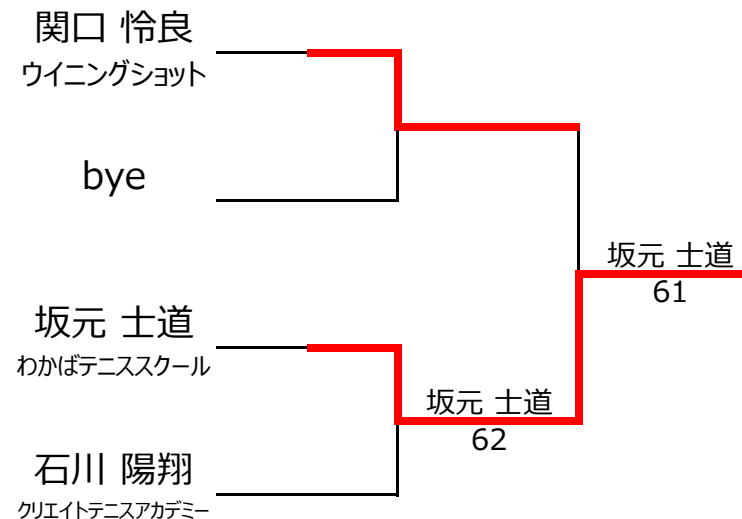 関口 怜良
ウイニングショット
bye
坂元 士道
61
坂元 士道
わかばテニススクール
坂元 士道
62
石川 陽翔
クリエイトテニスアカデミー